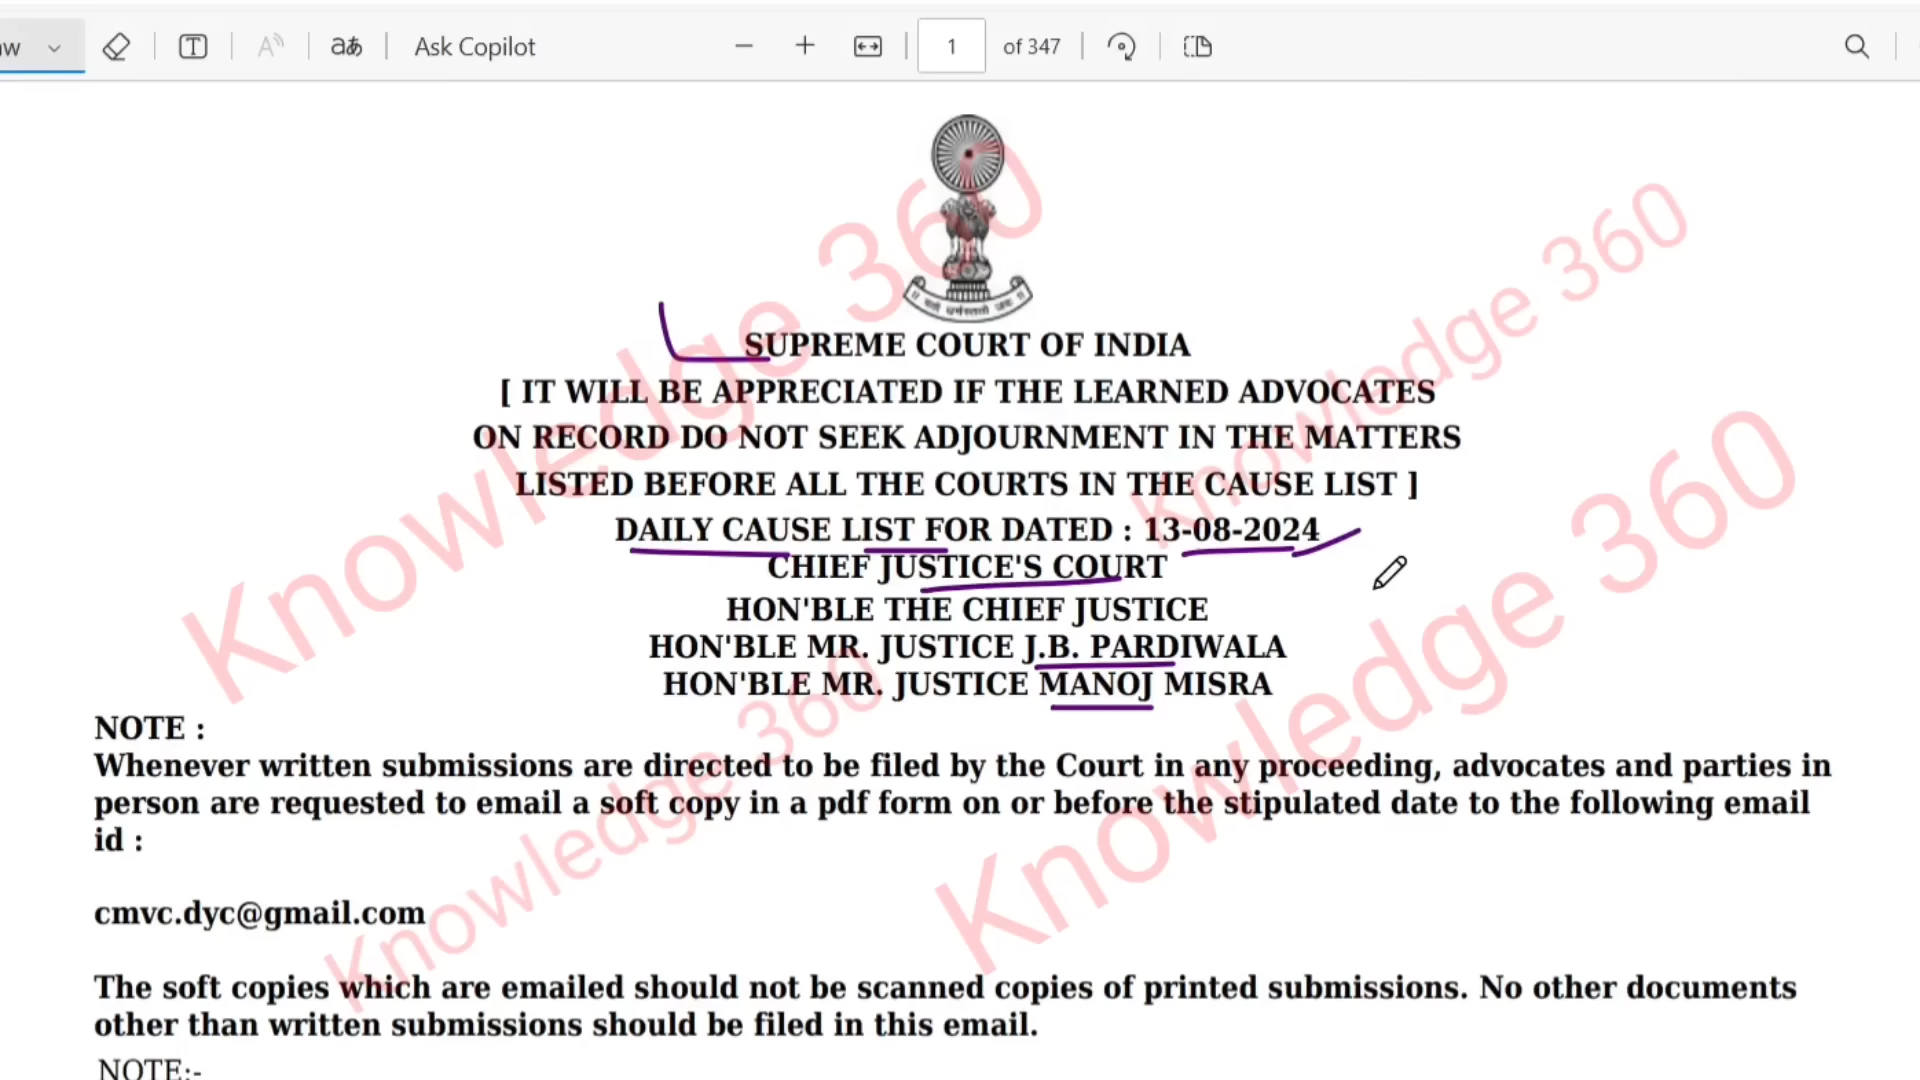 aあ
Ask Copilot
1
of 347
SUPREME COURT OF INDIA
[ IT WILL BE APPRECIATED IF THE LEARNED ADVOCATES
ON RECORD DO NOT SEEK ADJOURNMENT IN THE MATTERS
LISTED BEFORE ALL THE COURTS IN THE CAUSE LIST ]
DAILY CAUSE LIST FOR DATED : 13-08-2024
CHIEF JUSTICE'S COURT
HON'BLE THE CHIEF JUSTICE
HON'BLE MR. JUSTICE J.B. PARDIWALA
HON'BLE MR. JUSTICE MANOJ MISRA
NOTE :
Whenever written submissions are directed to be filed by the Court in any proceeding, advocates and parties in
person are requested to email a soft copy in a pdf form on or before the stipulated date to the following email
id :
cmvc.dyc@gmail.com
The soft copies which are emailed should not be scanned copies of printed submissions. No other documents
other than written submissions should be filed in this email.
NOTE:-
Knowledge 360
Knowledge 360
Knowledge 360
Knowledge 360